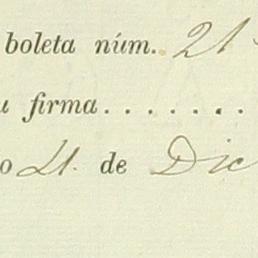 boleta núm. 21
u firma........
o 21. de Dic